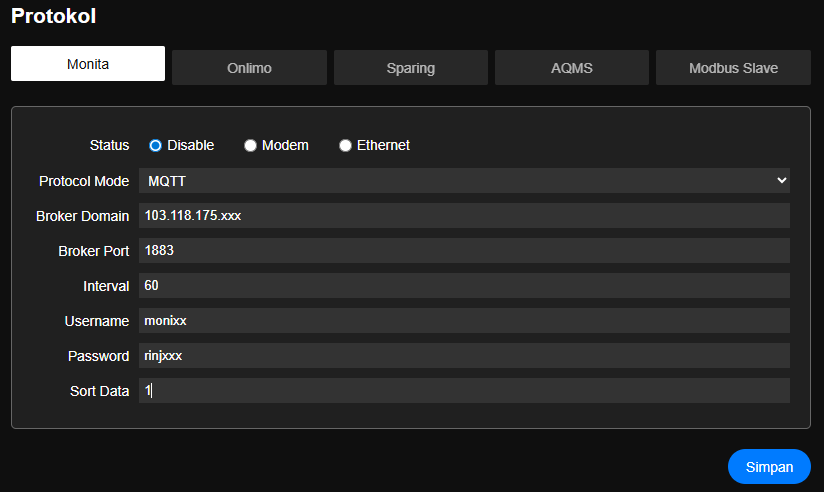 Protokol
Monita Onlimo Sparing AQMS Modbus Slave
Status Disable Modem Ethernet
Protocol Mode MQTT
Broker Domain 103.118.175.xxx
Broker Port 1883
Interval 60
Username monixx
Password rinjxxx
Sort Data 1
Simpan